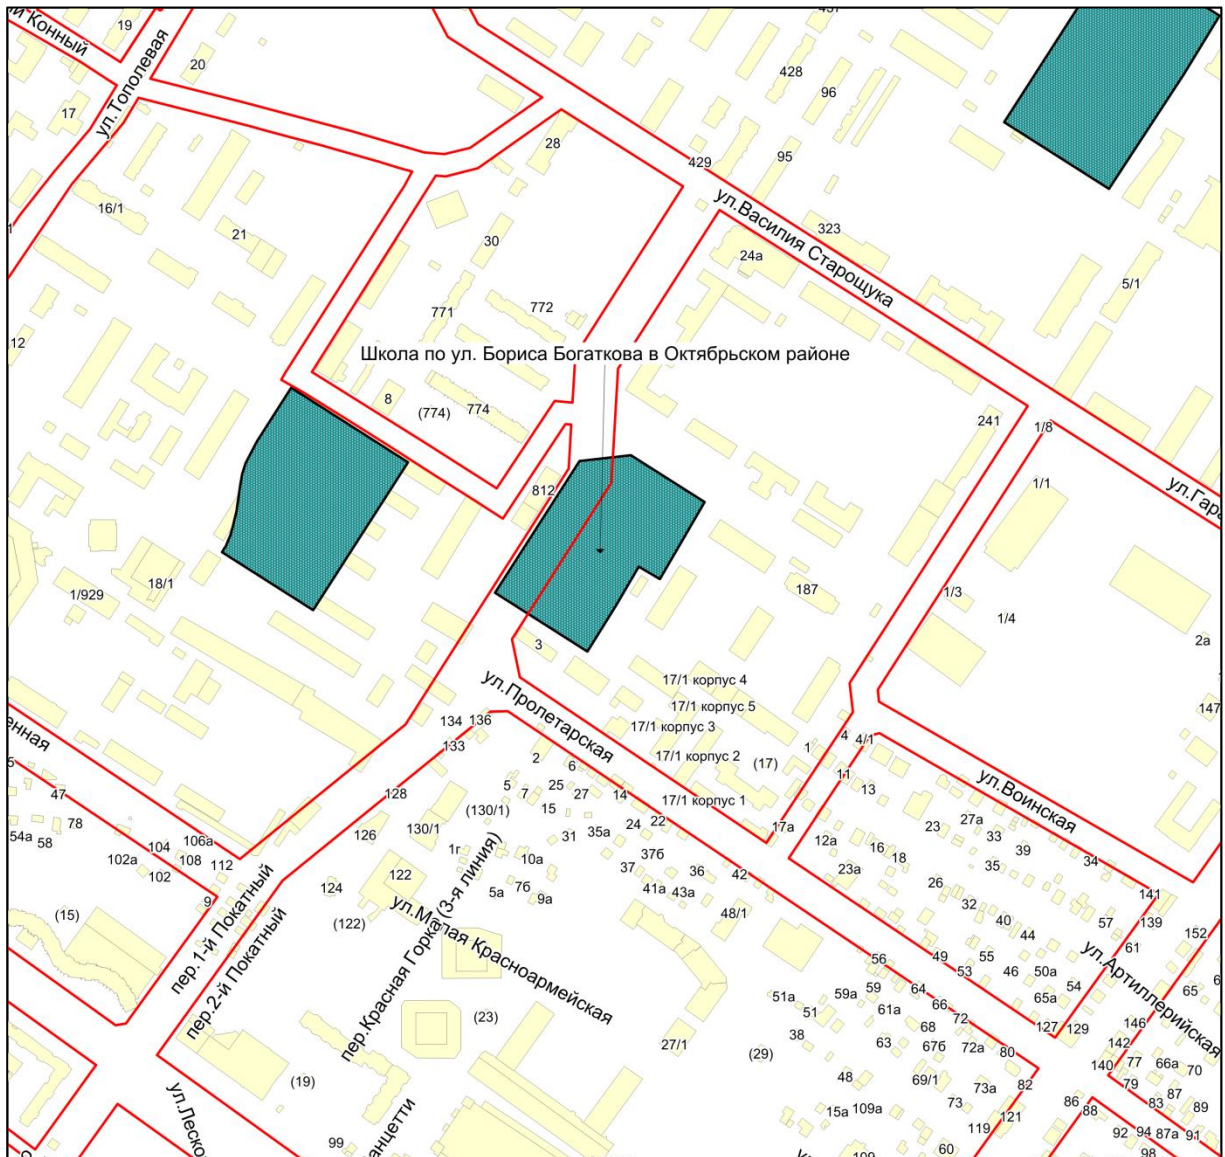 й Конный
19
20
17
ул.Тополевая
428
96
95
28
429
16/1
21
30
ул.Василия Старощука
323
24а
5/1
771
772
12
Школа по ул. Бориса Богаткова в Октябрьском районе
8
(774)
774
241
1/8
812
1/1
ул.Гара
1/929
18/1
187
1/3
1/4
2а
3
17/1 корпус 4
ул.Пролетарская
17/1 корпус 5
147
134
136
17/1 корпус 3
133
енная
2
17/1 корпус 2
(17)
1
4
4/1
5
6
11
ул.Воинская
47
128
5
7
25
27
14
17/1 корпус 1
13
(130/1)
15
78
54а
58
126
130/1
31
35а
24
22
17а
12а
23
27а
33
104
106а
102а
108
102
112
1г
10а
37
37б
36
42
16
18
39
35
34
23а
124
122
5а
7б
9а
41а
43а
26
141
9
(15)
пер.1-й Покатный
пер.2-й Покатный
(122)
ул.Малая Красноармейская
пер.Красная Горка(3-я линия)
48/1
32
40
44
57
139
61
152
ул.Артиллерийская
56
49
53
55
46
50а
54
65а
65
59а
59
51а
51
61а
64
66
72
127
129
146
142
(23)
27/1
(29)
38
63
68
67б
72а
80
140
77
66а
70
(19)
48
69/1
73а
82
79
87
83
89
15а
109а
73
121
86
88
119
92
94
87а
91
99
60
98
109
ул.Леско
анцетти